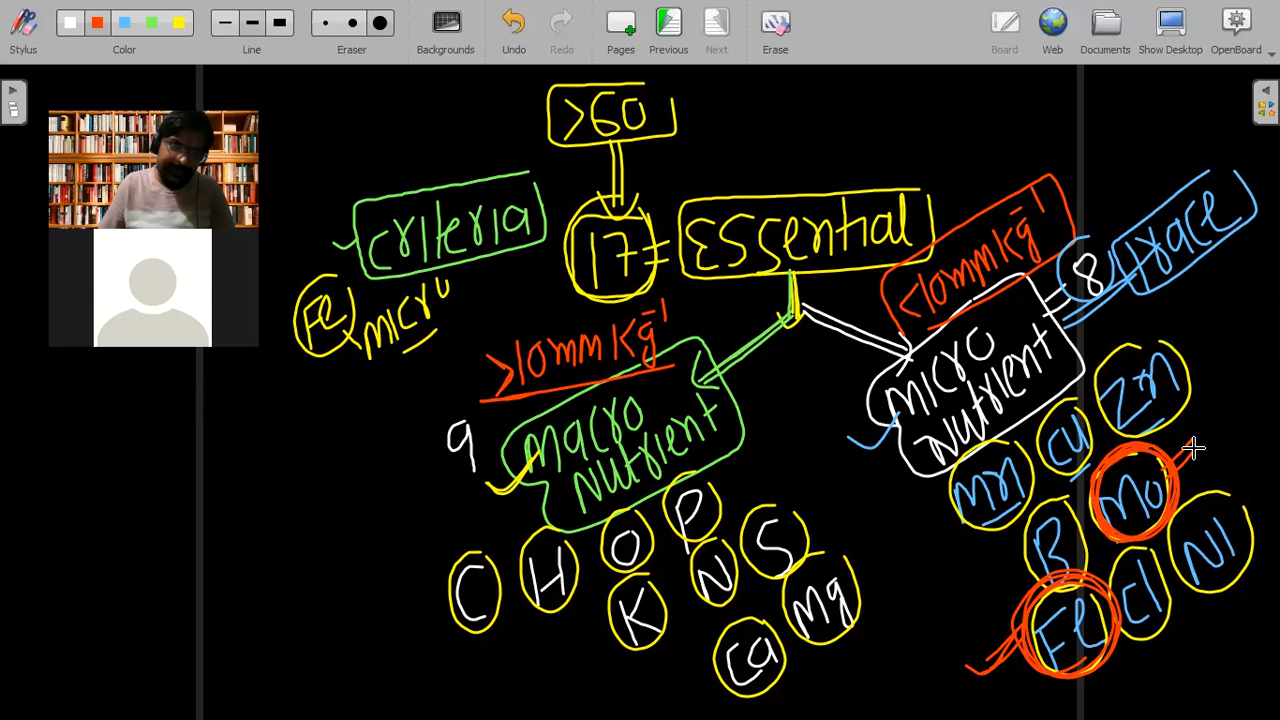 Stylus
Color
Line
Eraser
Backgrounds
Undo
Redo
Pages
Previous
Next
Erase
Board
Web
Documents
Show Desktop
OpenBoard
>60
criteria
17 = Essential
<10mmkg⁻¹
= 8 trace
Fe micro
>10mmkg⁻¹
micro
nutrient
9
macro
nutrient
Zn
Mn
Cu
Mo
B
Ni
Fe
Cl
C
H
O
P
S
K
N
Mg
Ca